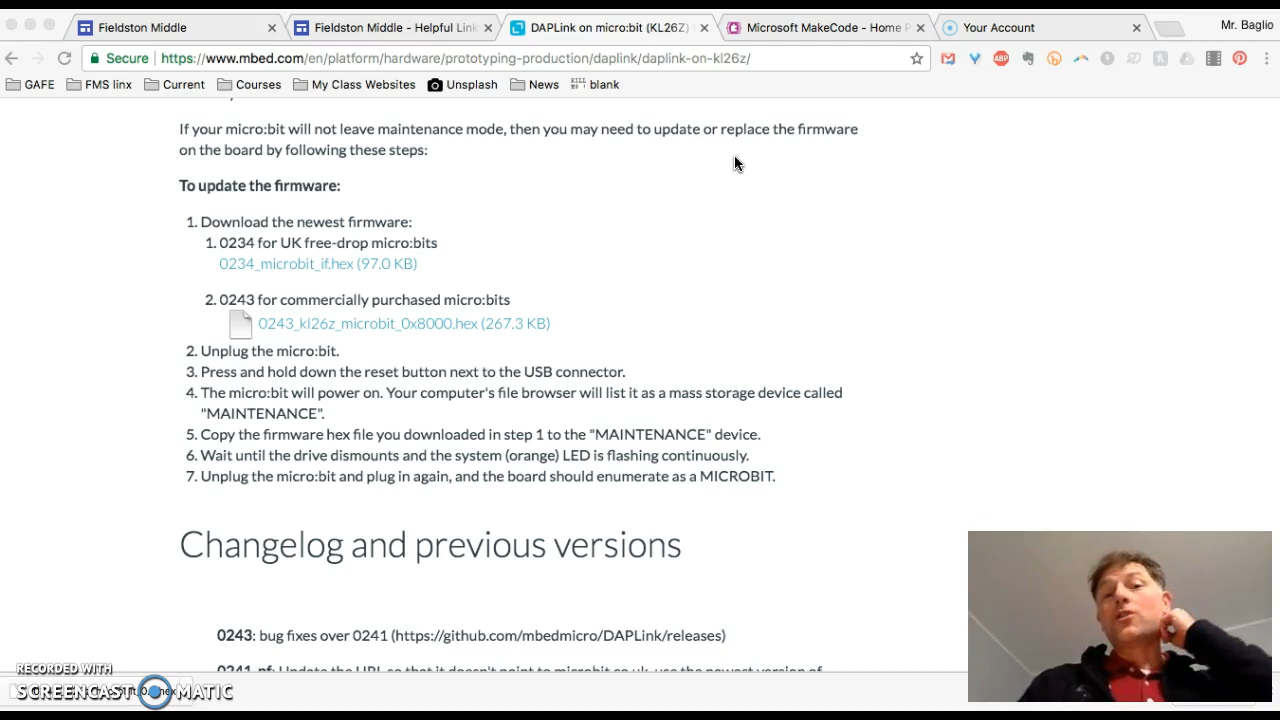 Fieldston Middle
Fieldston Middle - Helpful Link
DAPLink on micro:bit (KL26Z)
Microsoft MakeCode - Home P
Your Account
Mr. Baglio
Secure
https://www.mbed.com/en/platform/hardware/prototyping-production/daplink/daplink-on-kl26z/
GAFE
FMS linx
Current
Courses
My Class Websites
Unsplash
News
blank
If your micro:bit will not leave maintenance mode, then you may need to update or replace the firmware
on the board by following these steps:
To update the firmware:
1. Download the newest firmware:
1. 0234 for UK free-drop micro:bits
0234_microbit_if.hex (97.0 KB)
2. 0243 for commercially purchased micro:bits
0243_kl26z_microbit_0x8000.hex (267.3 KB)
2. Unplug the micro:bit.
3. Press and hold down the reset button next to the USB connector.
4. The micro:bit will power on. Your computer's file browser will list it as a mass storage device called
"MAINTENANCE".
5. Copy the firmware hex file you downloaded in step 1 to the "MAINTENANCE" device.
6. Wait until the drive dismounts and the system (orange) LED is flashing continuously.
7. Unplug the micro:bit and plug in again, and the board should enumerate as a MICROBIT.
Changelog and previous versions
0243: bug fixes over 0241 (https://github.com/mbedmicro/DAPLink/releases)
RECORDED WITH
SCREENCAST-O-MATIC